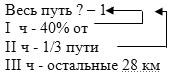 Весь путь ? – 1
I ч - 40% от
II ч - 1/3 пути
III ч - остальные 28 км